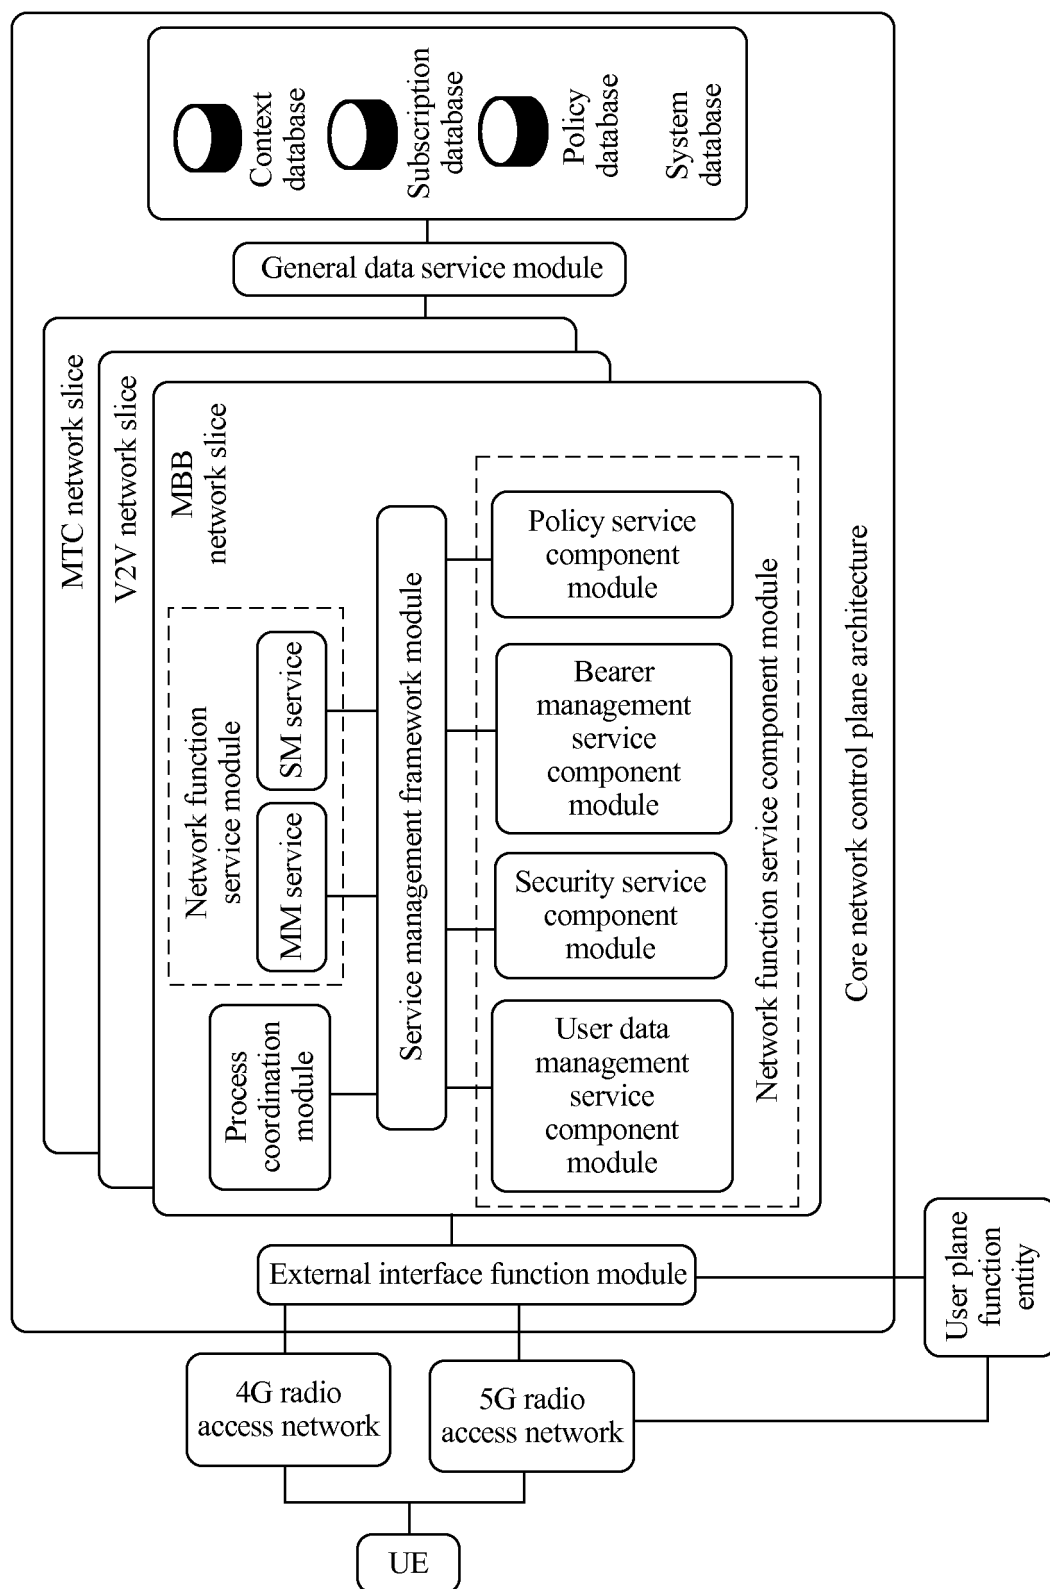 Context
database
Subscription
database
Policy
database
System
database
General data service module
MTC network slice
V2V network slice
MBB
network slice
Network function
service module
SM service
MM service
Process
coordination
module
Service management framework module
Policy service
component
module
Bearer
management
service
component
module
Security service
component
module
User data
management
service
component
module
Network function service component module
Core network control plane architecture
External interface function module
User plane
function
entity
4G radio
access network
5G radio
access network
UE